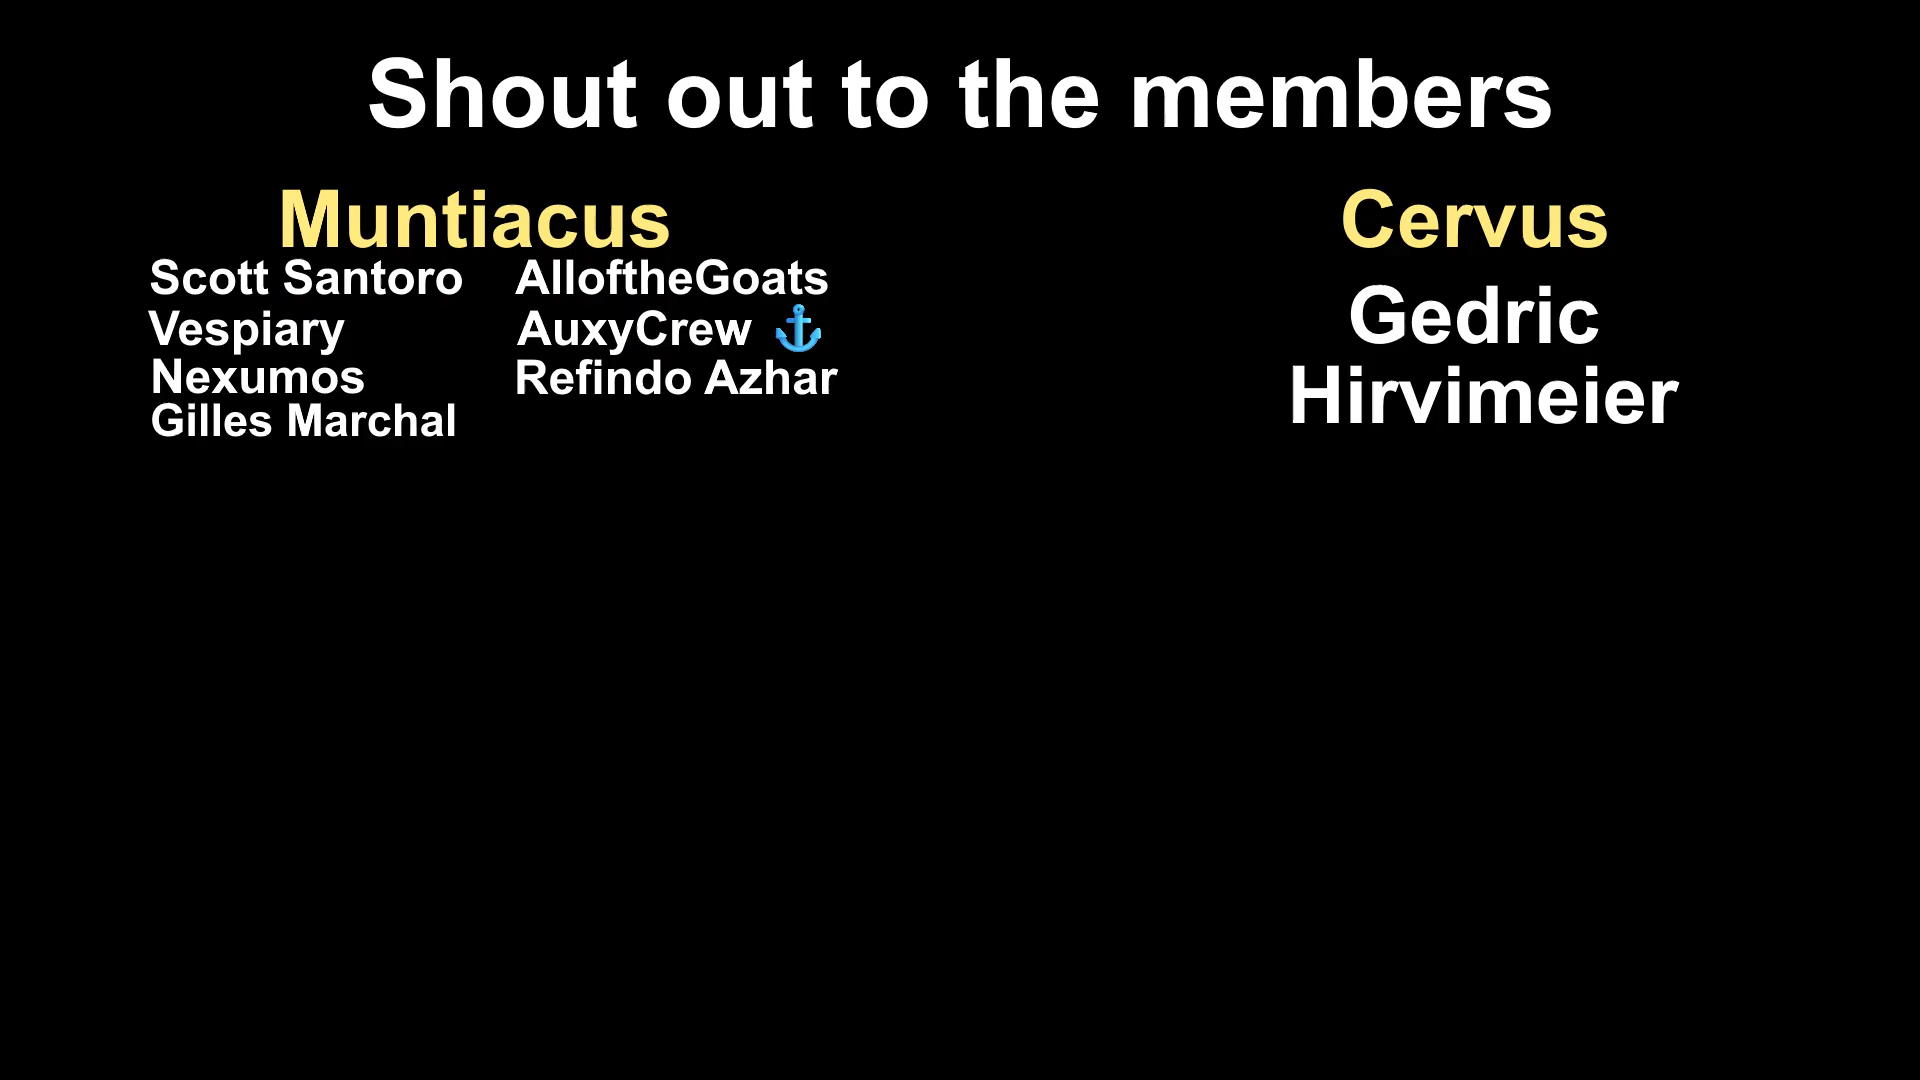 Shout out to the members
Muntiacus
Scott Santoro
Vespiary
Nexumos
Gilles Marchal
AlloftheGoats
AuxyCrew ⚓
Refindo Azhar
Cervus
Gedric
Hirvimeier